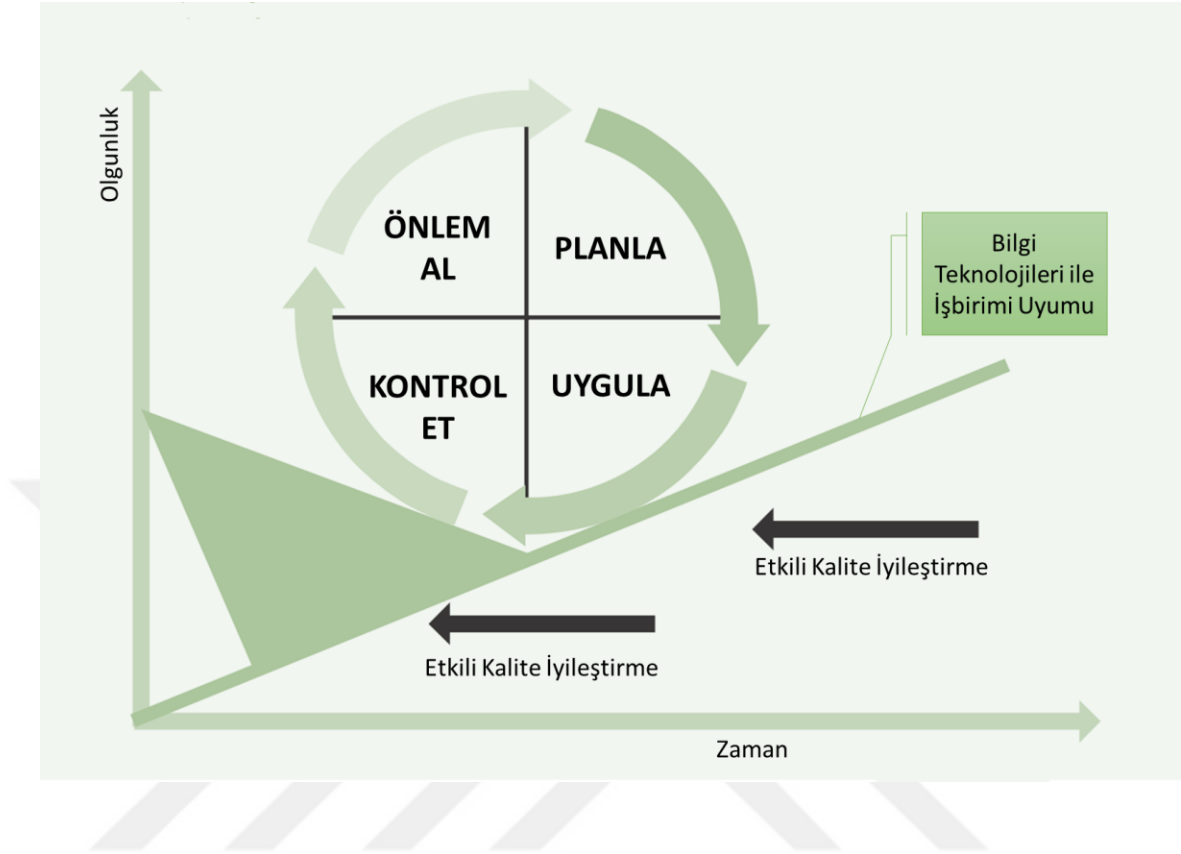 Olgunluk
ÖNLEM
AL
PLANLA
KONTROL
ET
UYGULA
Bilgi
Teknolojileri ile
İşbirimi Uyumu
Etkili Kalite İyileştirme
Etkili Kalite İyileştirme
Zaman